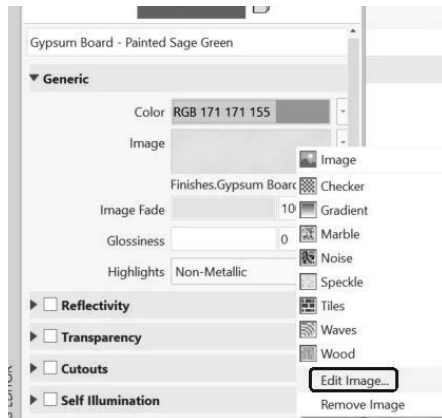 Gypsum Board - Painted Sage Green
Generic
Color RGB 171 171 155
Image
Image
Finishes.Gypsum Board
Checker
Image Fade
Gradient
Marble
Glossiness 0
Noise
Highlights Non-Metallic
Speckle
Reflectivity
Tiles
Transparency
Waves
Cutouts
Wood
Self Illumination
Edit Image...
Remove Image